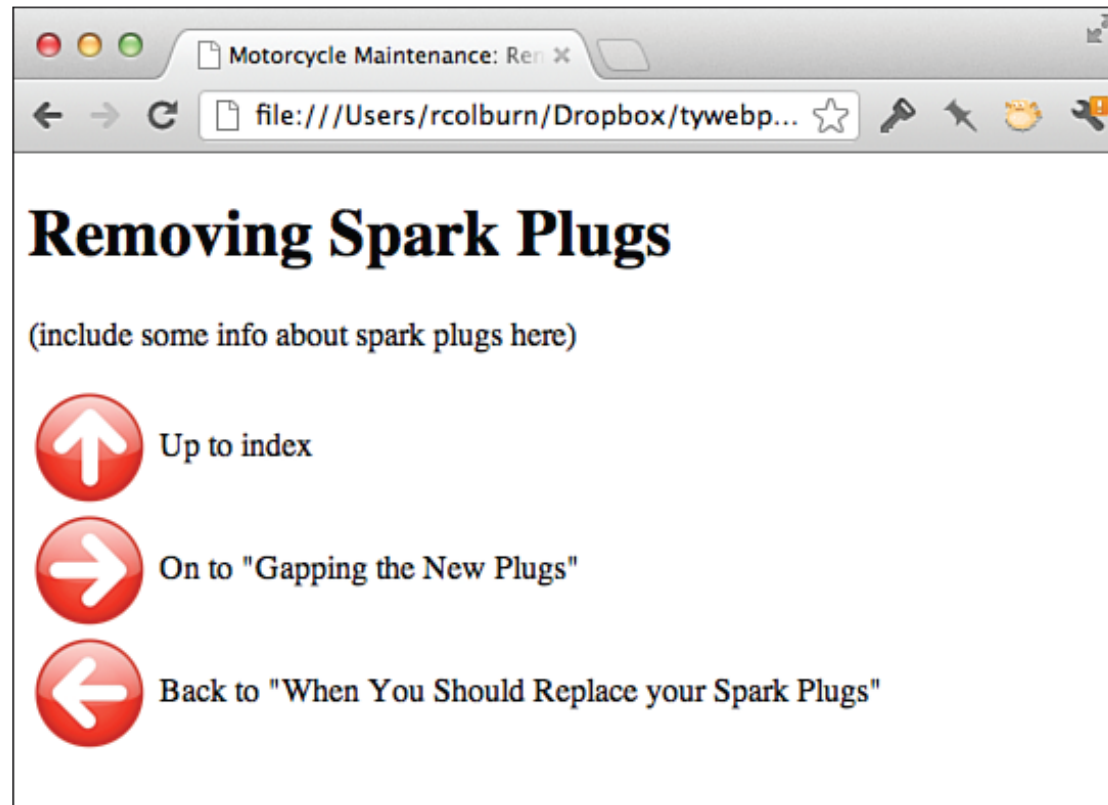 Motorcycle Maintenance: Ren
file:///Users/rcolburn/Dropbox/tywebp...
Removing Spark Plugs
(include some info about spark plugs here)
Up to index
On to "Gapping the New Plugs"
Back to "When You Should Replace your Spark Plugs"